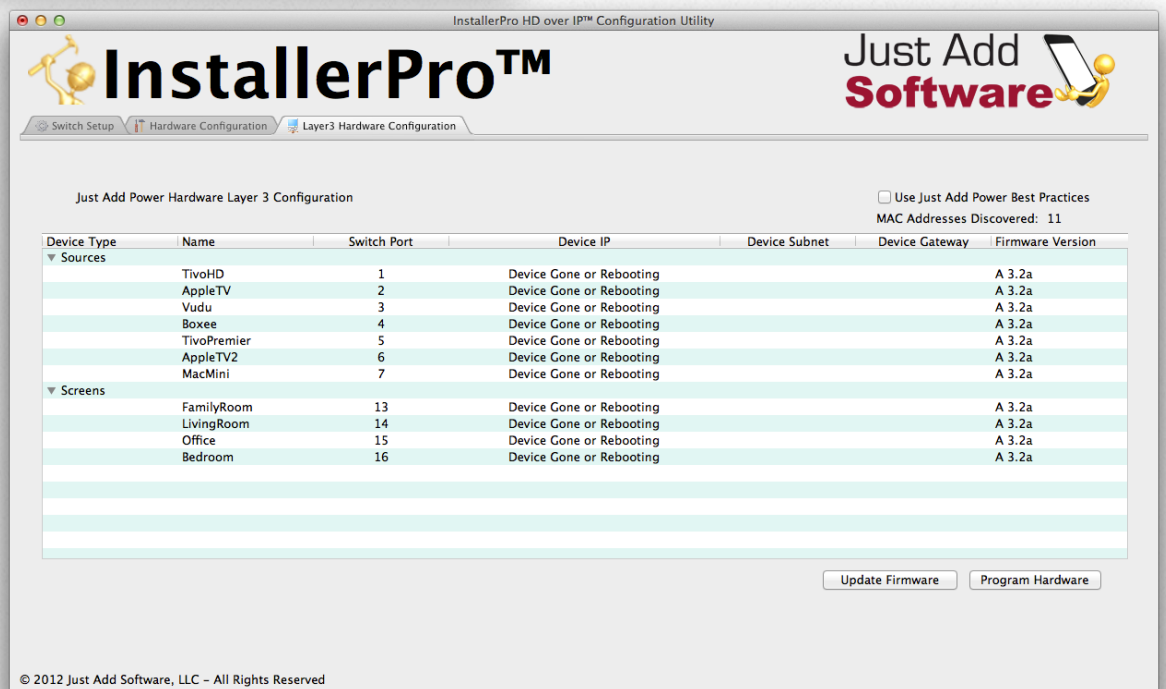 InstallerPro HD over IP™ Configuration Utility
InstallerPro™
Just Add
Software
Switch Setup Hardware Configuration Layer3 Hardware Configuration
Just Add Power Hardware Layer 3 Configuration
Use Just Add Power Best Practices
MAC Addresses Discovered: 11
Device Type Name Switch Port Device IP Device Subnet Device Gateway Firmware Version
Sources
TivoHD 1 Device Gone or Rebooting A 3.2a
AppleTV 2 Device Gone or Rebooting A 3.2a
Vudu 3 Device Gone or Rebooting A 3.2a
Boxee 4 Device Gone or Rebooting A 3.2a
TivoPremier 5 Device Gone or Rebooting A 3.2a
AppleTV2 6 Device Gone or Rebooting A 3.2a
MacMini 7 Device Gone or Rebooting A 3.2a
Screens
FamilyRoom 13 Device Gone or Rebooting A 3.2a
LivingRoom 14 Device Gone or Rebooting A 3.2a
Office 15 Device Gone or Rebooting A 3.2a
Bedroom 16 Device Gone or Rebooting A 3.2a
Update Firmware Program Hardware
© 2012 Just Add Software, LLC – All Rights Reserved